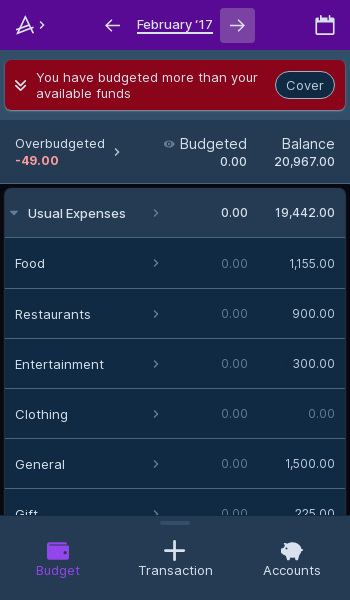 February ’17
You have budgeted more than your
available funds
Cover
Overbudgeted Budgeted Balance
-49.00 0.00 20,967.00
Usual Expenses 0.00 19,442.00
Food 0.00 1,155.00
Restaurants 0.00 900.00
Entertainment 0.00 300.00
Clothing 0.00 0.00
General 0.00 1,500.00
Gift 0.00 225.00
Budget Transaction Accounts